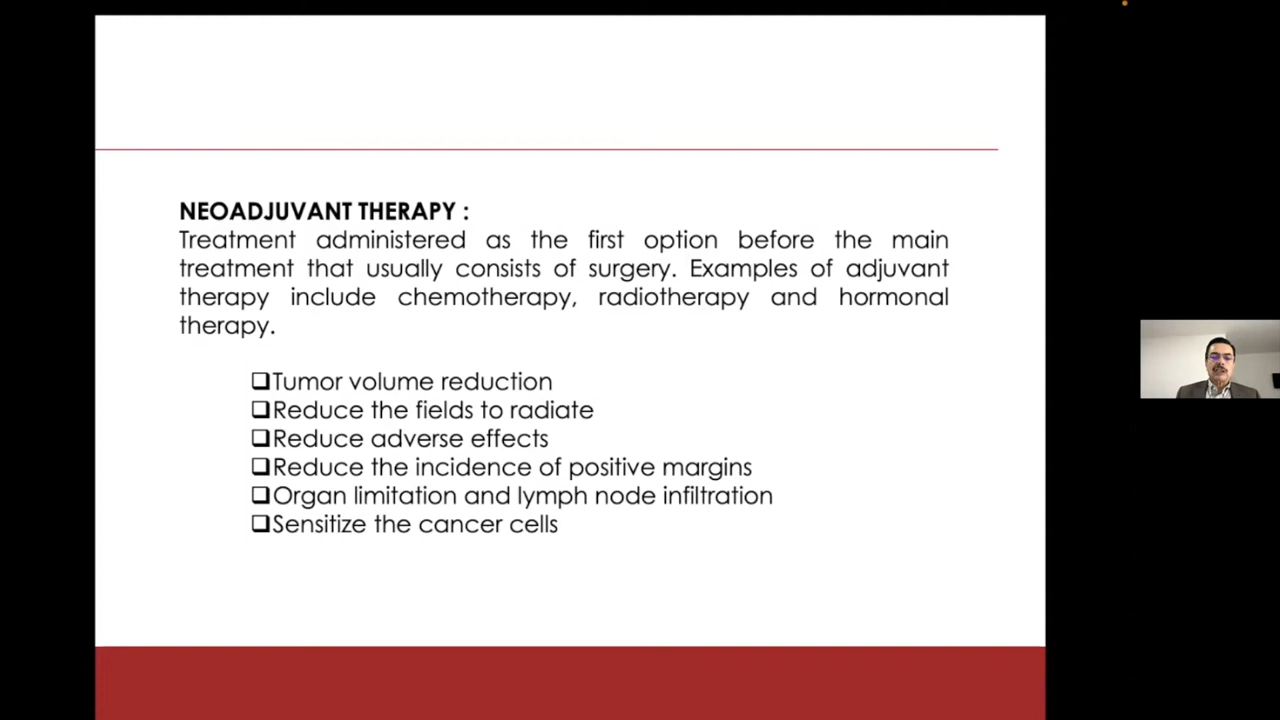 NEOADJUVANT THERAPY :
Treatment administered as the first option before the main
treatment that usually consists of surgery. Examples of adjuvant
therapy include chemotherapy, radiotherapy and hormonal
therapy.
❑Tumor volume reduction
❑Reduce the fields to radiate
❑Reduce adverse effects
❑Reduce the incidence of positive margins
❑Organ limitation and lymph node infiltration
❑Sensitize the cancer cells